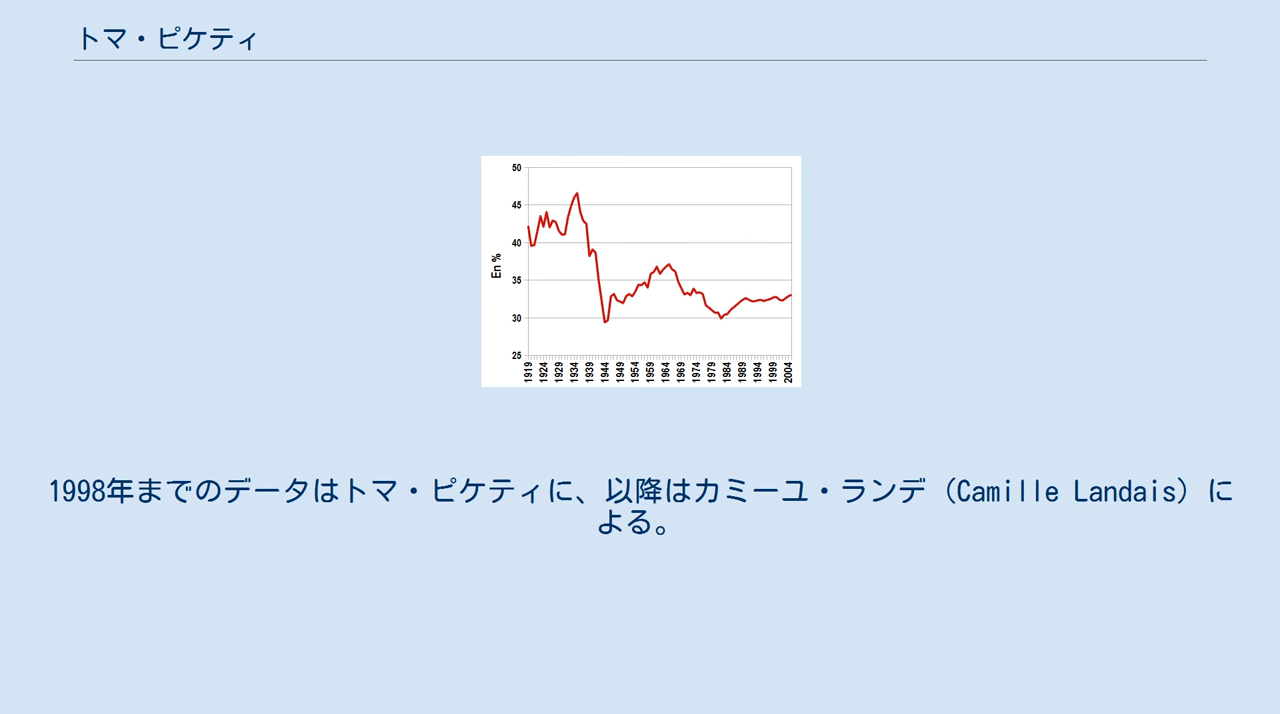 トマ・ピケティ
50
45
40
35
30
25
En %
1919 1924 1929 1934 1939 1944 1949 1954 1959 1964 1969 1974 1979 1984 1989 1994 1999 2004
1998年までのデータはトマ・ピケティに、以降はカミーユ・ランデ（Camille Landais）に
よる。